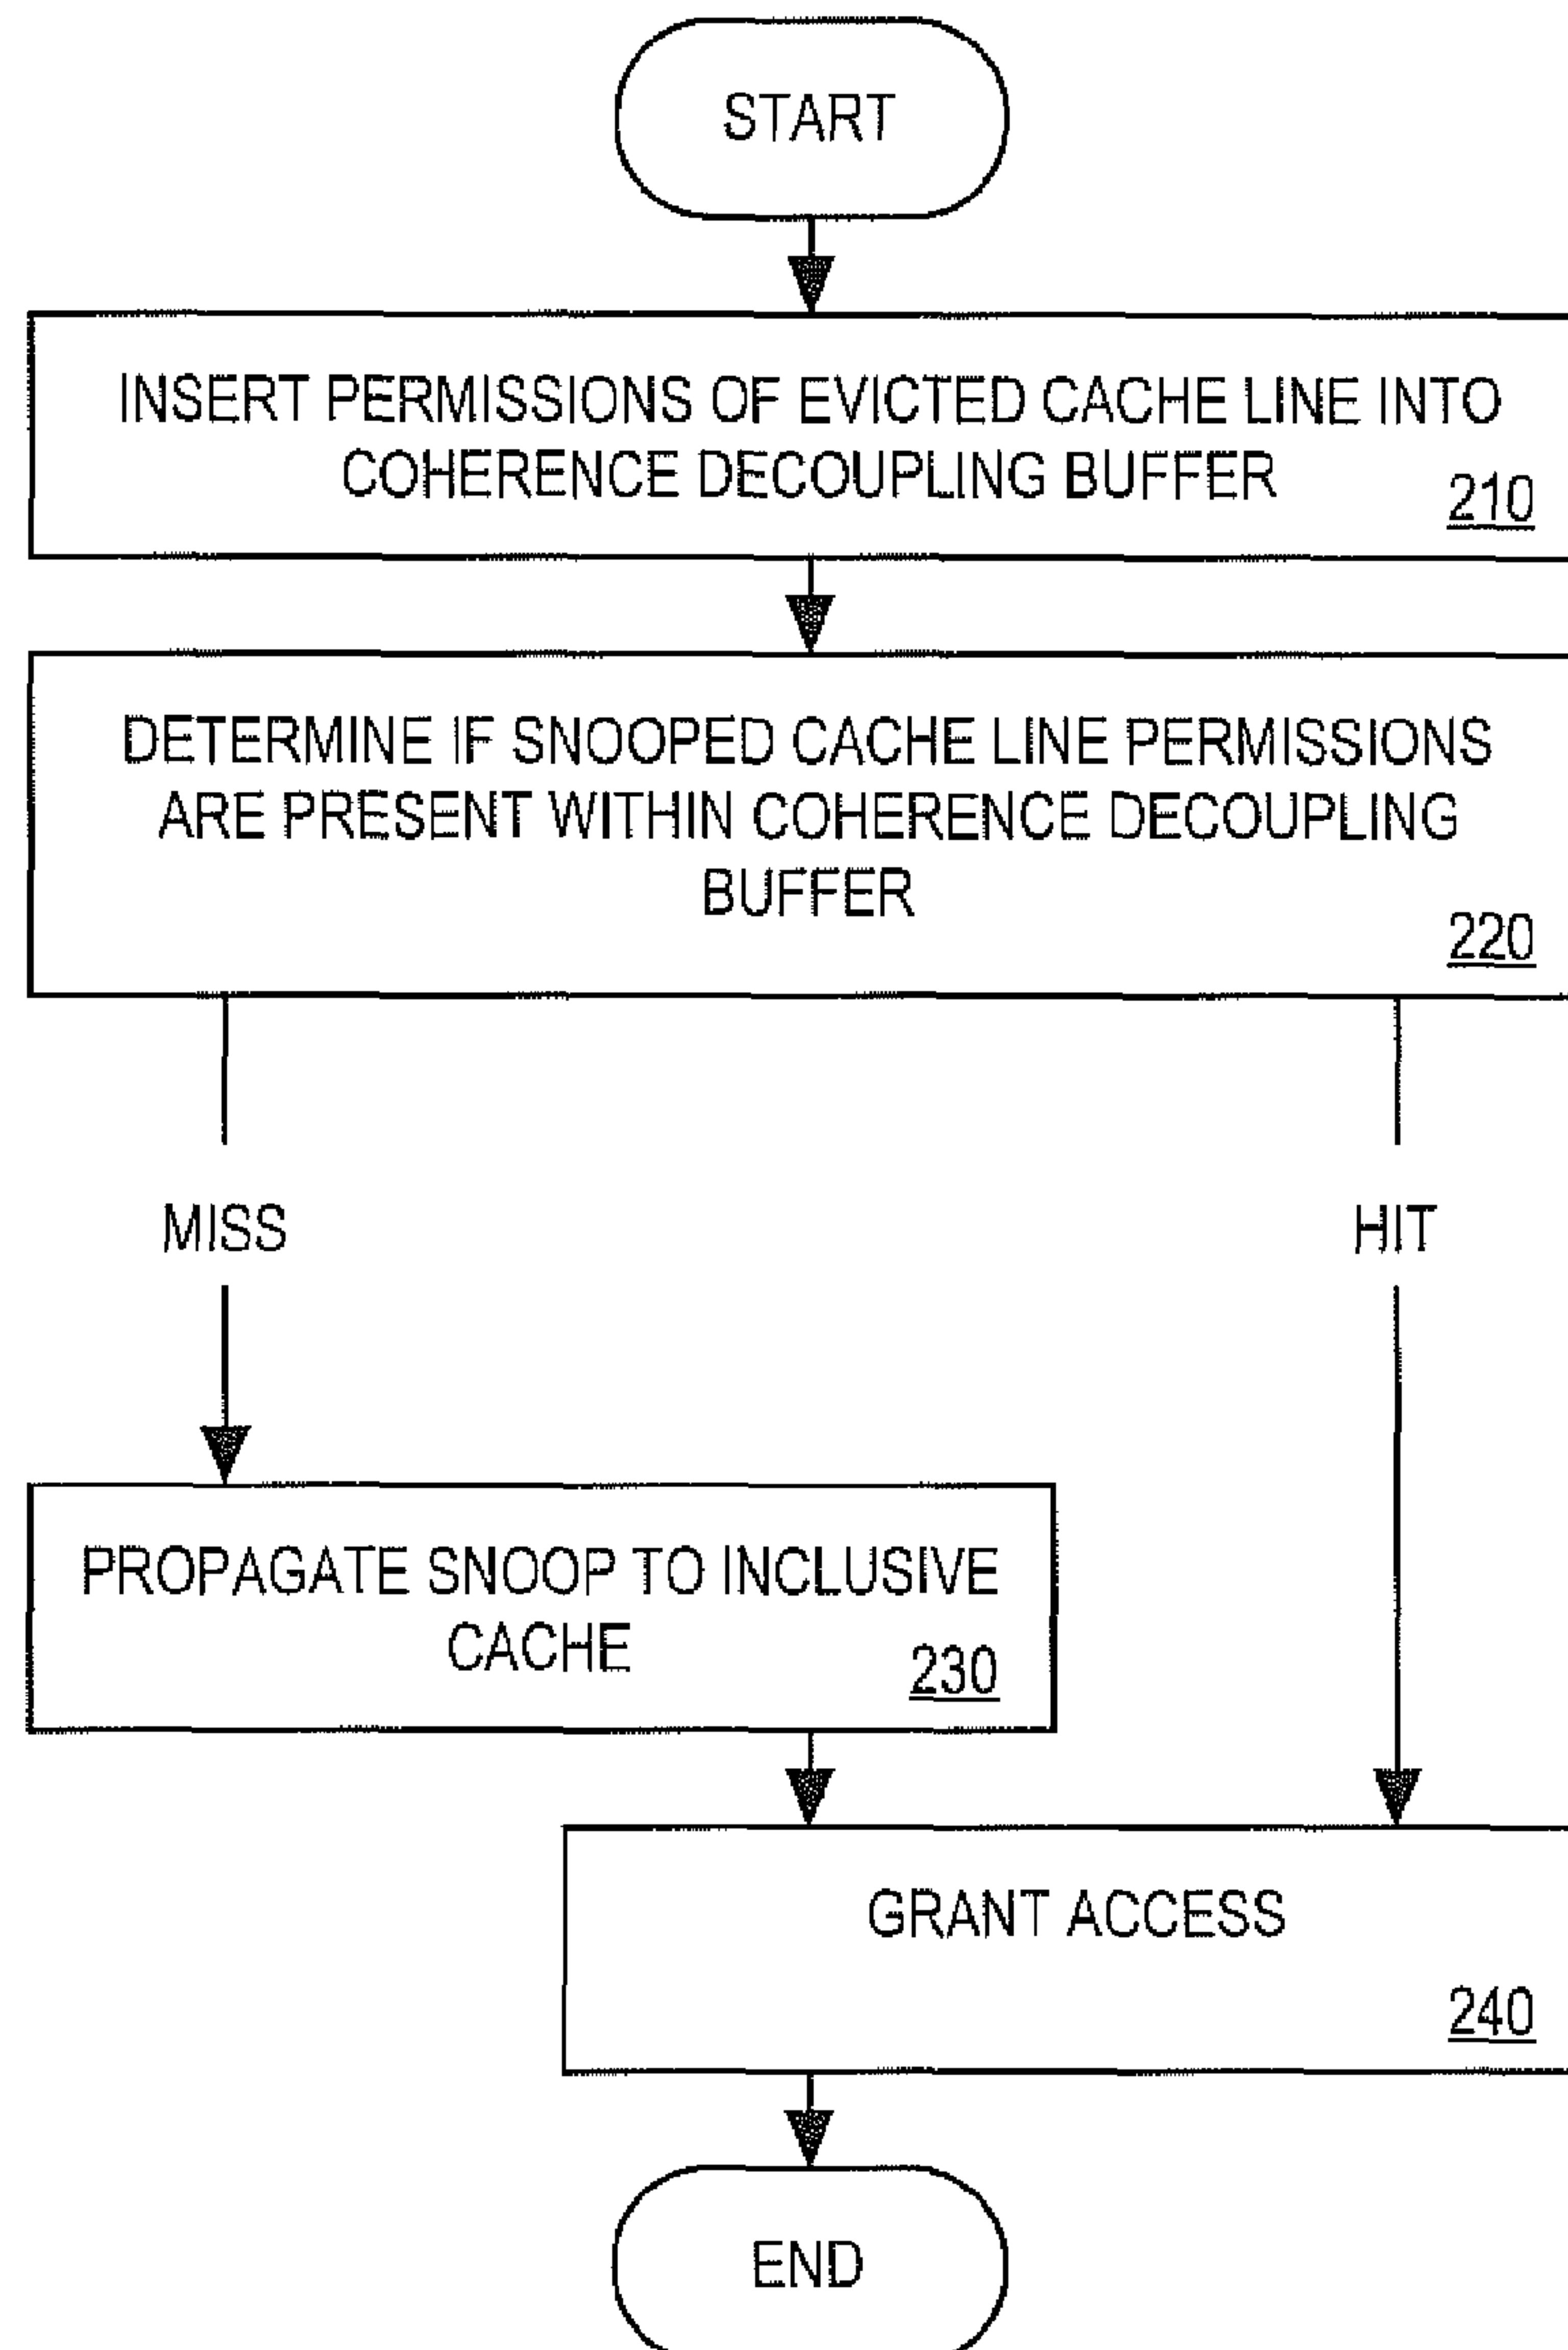 START
INSERT PERMISSIONS OF EVICTED CACHE LINE INTO
COHERENCE DECOUPLING BUFFER
210
DETERMINE IF SNOOPED CACHE LINE PERMISSIONS
ARE PRESENT WITHIN COHERENCE DECOUPLING
BUFFER
220
MISS
HIT
PROPAGATE SNOOP TO INCLUSIVE
CACHE
230
GRANT ACCESS
240
END